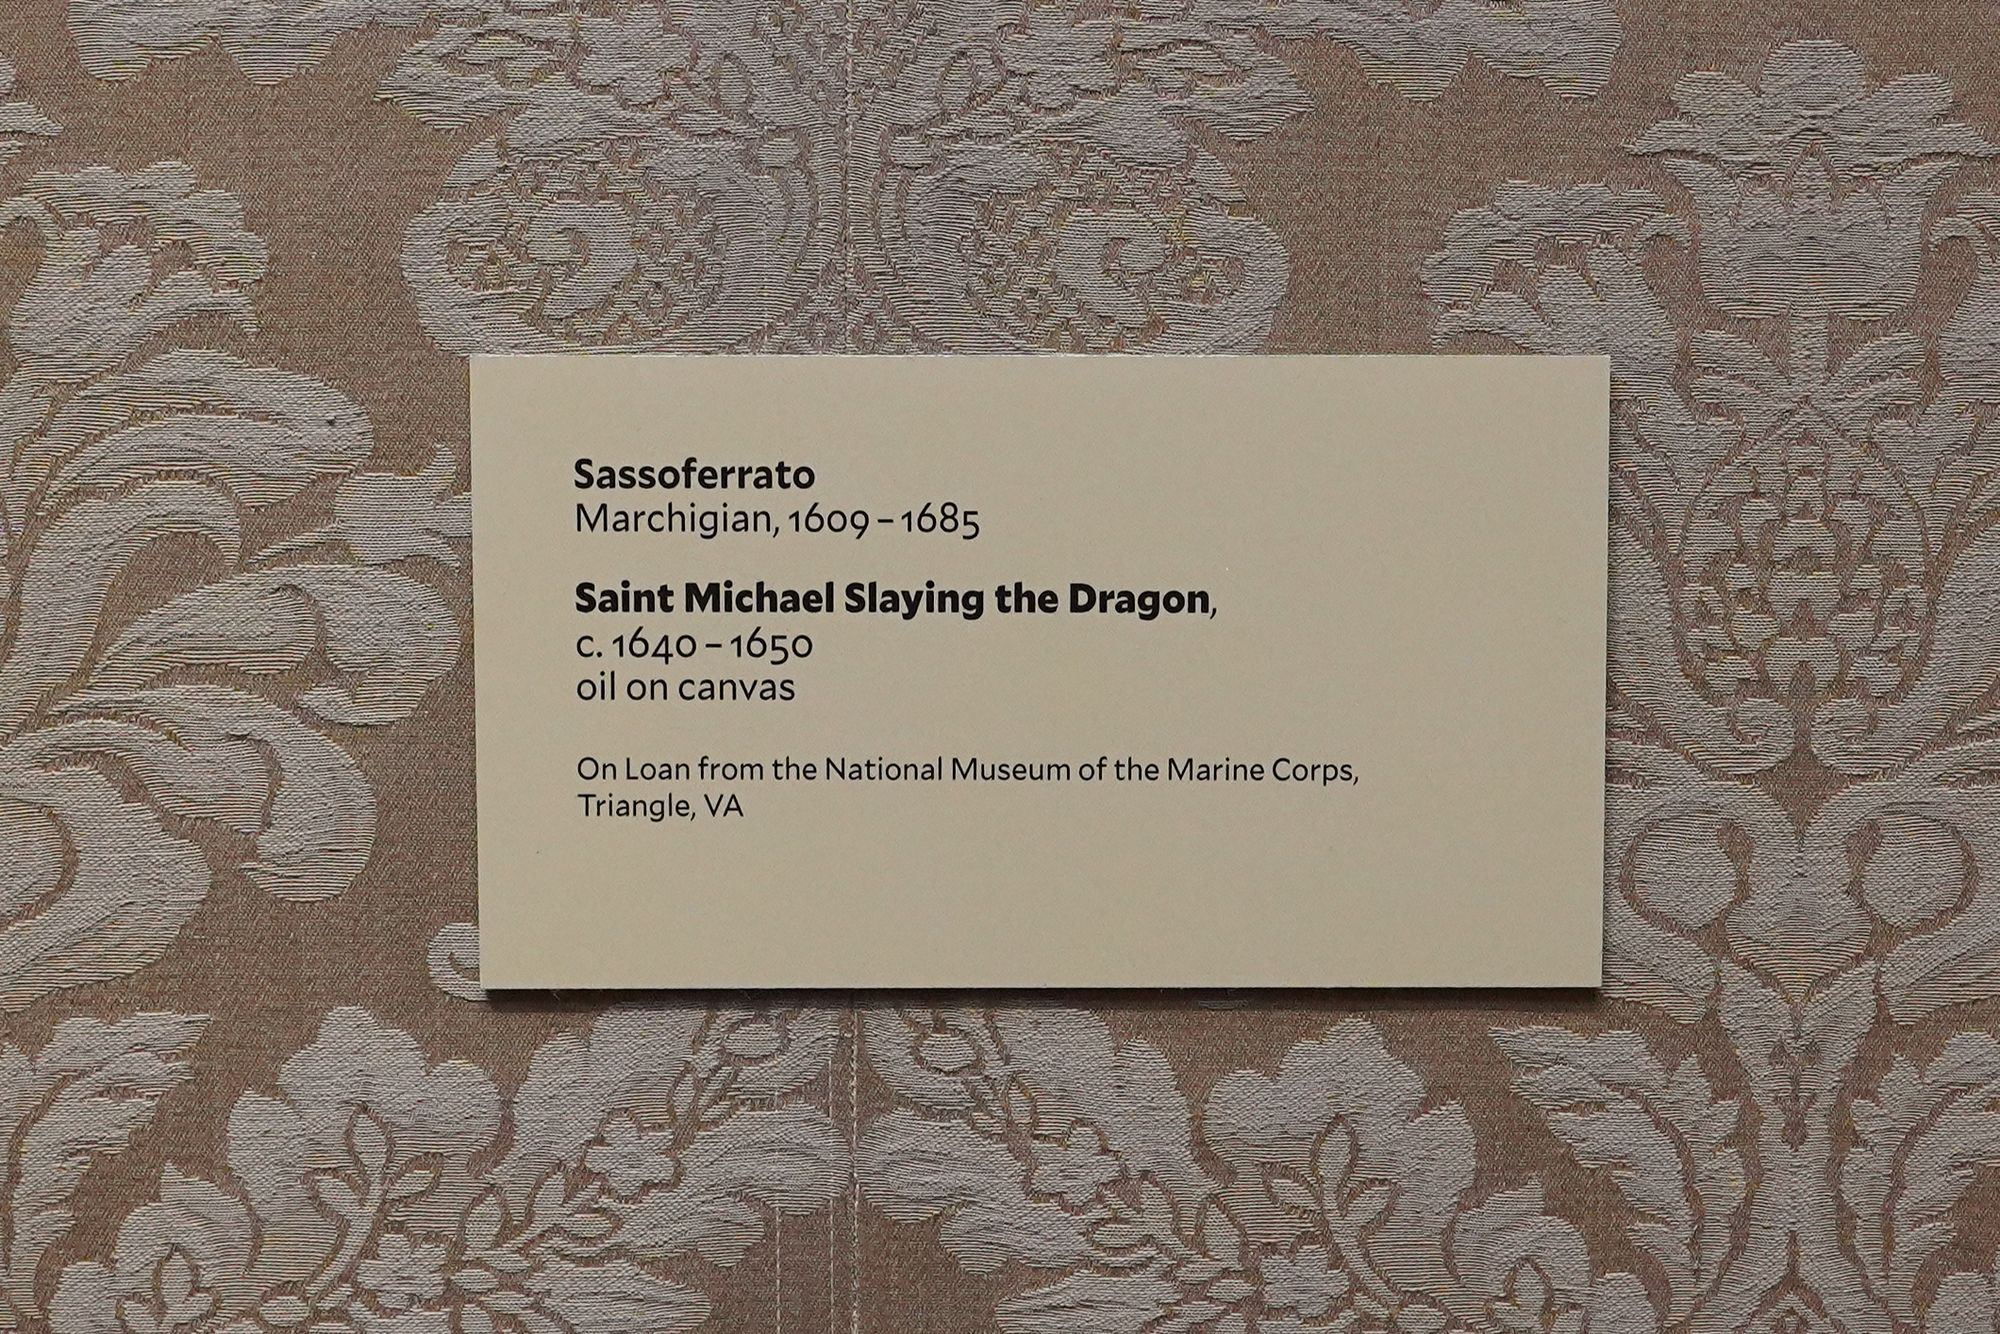 Sassoferrato
Marchigian, 1609 – 1685
Saint Michael Slaying the Dragon,
c. 1640 – 1650
oil on canvas
On Loan from the National Museum of the Marine Corps,
Triangle, VA